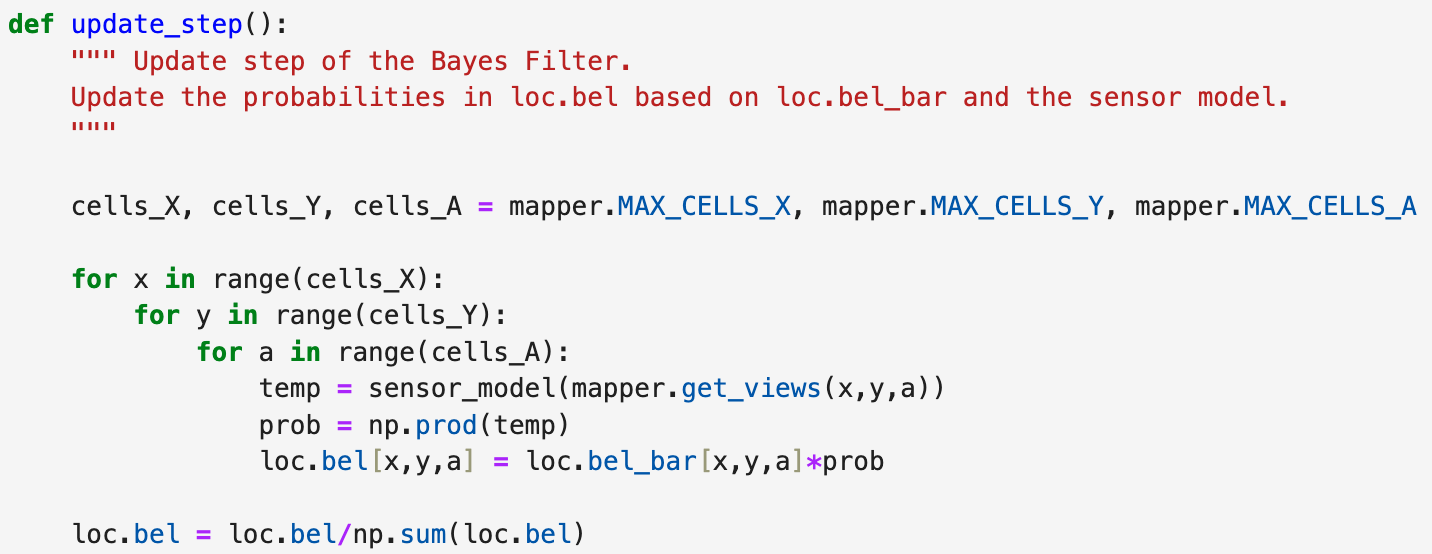 def update_step():
    """ Update step of the Bayes Filter.
    Update the probabilities in loc.bel based on loc.bel_bar and the sensor model.
    """

    cells_X, cells_Y, cells_A = mapper.MAX_CELLS_X, mapper.MAX_CELLS_Y, mapper.MAX_CELLS_A

    for x in range(cells_X):
        for y in range(cells_Y):
            for a in range(cells_A):
                temp = sensor_model(mapper.get_views(x,y,a))
                prob = np.prod(temp)
                loc.bel[x,y,a] = loc.bel_bar[x,y,a]*prob

    loc.bel = loc.bel/np.sum(loc.bel)